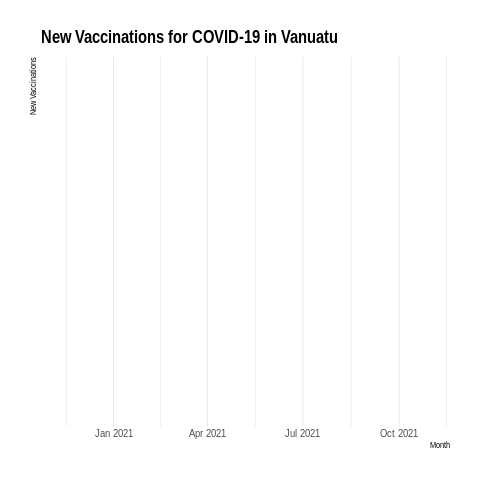 New Vaccinations for COVID-19 in Vanuatu
New Vaccinations
Jan 2021 Apr 2021 Jul 2021 Oct 2021
Month